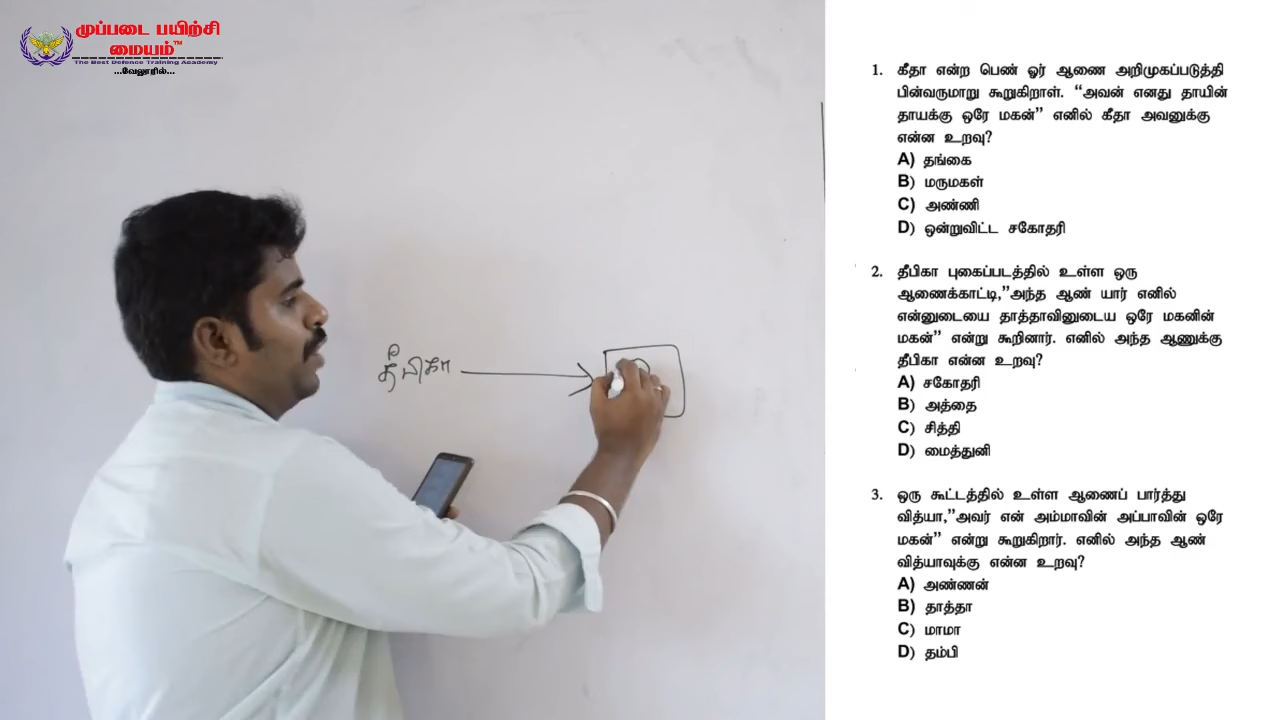 முப்படை பயிற்சி
மையம்™
The Best Defence Training Academy
...வேலூரில்...
தீபிகா
1. கீதா என்ற பெண் ஓர் ஆணை அறிமுகப்படுத்தி
பின்வருமாறு கூறுகிறாள். “அவன் எனது தாயின்
தாயக்கு ஒரே மகன்” எனில் கீதா அவனுக்கு
என்ன உறவு?
A) தங்கை
B) மருமகள்
C) அண்ணி
D) ஒன்றுவிட்ட சகோதரி
2. தீபிகா புகைப்படத்தில் உள்ள ஒரு
ஆணைக்காட்டி,”அந்த ஆண் யார் எனில்
என்னுடையை தாத்தாவினுடைய ஒரே மகனின்
மகன்” என்று கூறினார். எனில் அந்த ஆணுக்கு
தீபிகா என்ன உறவு?
A) சகோதரி
B) அத்தை
C) சித்தி
D) மைத்துனி
3. ஒரு கூட்டத்தில் உள்ள ஆணைப் பார்த்து
வித்யா,”அவர் என் அம்மாவின் அப்பாவின் ஒரே
மகன்” என்று கூறுகிறார். எனில் அந்த ஆண்
வித்யாவுக்கு என்ன உறவு?
A) அண்ணன்
B) தாத்தா
C) மாமா
D) தம்பி